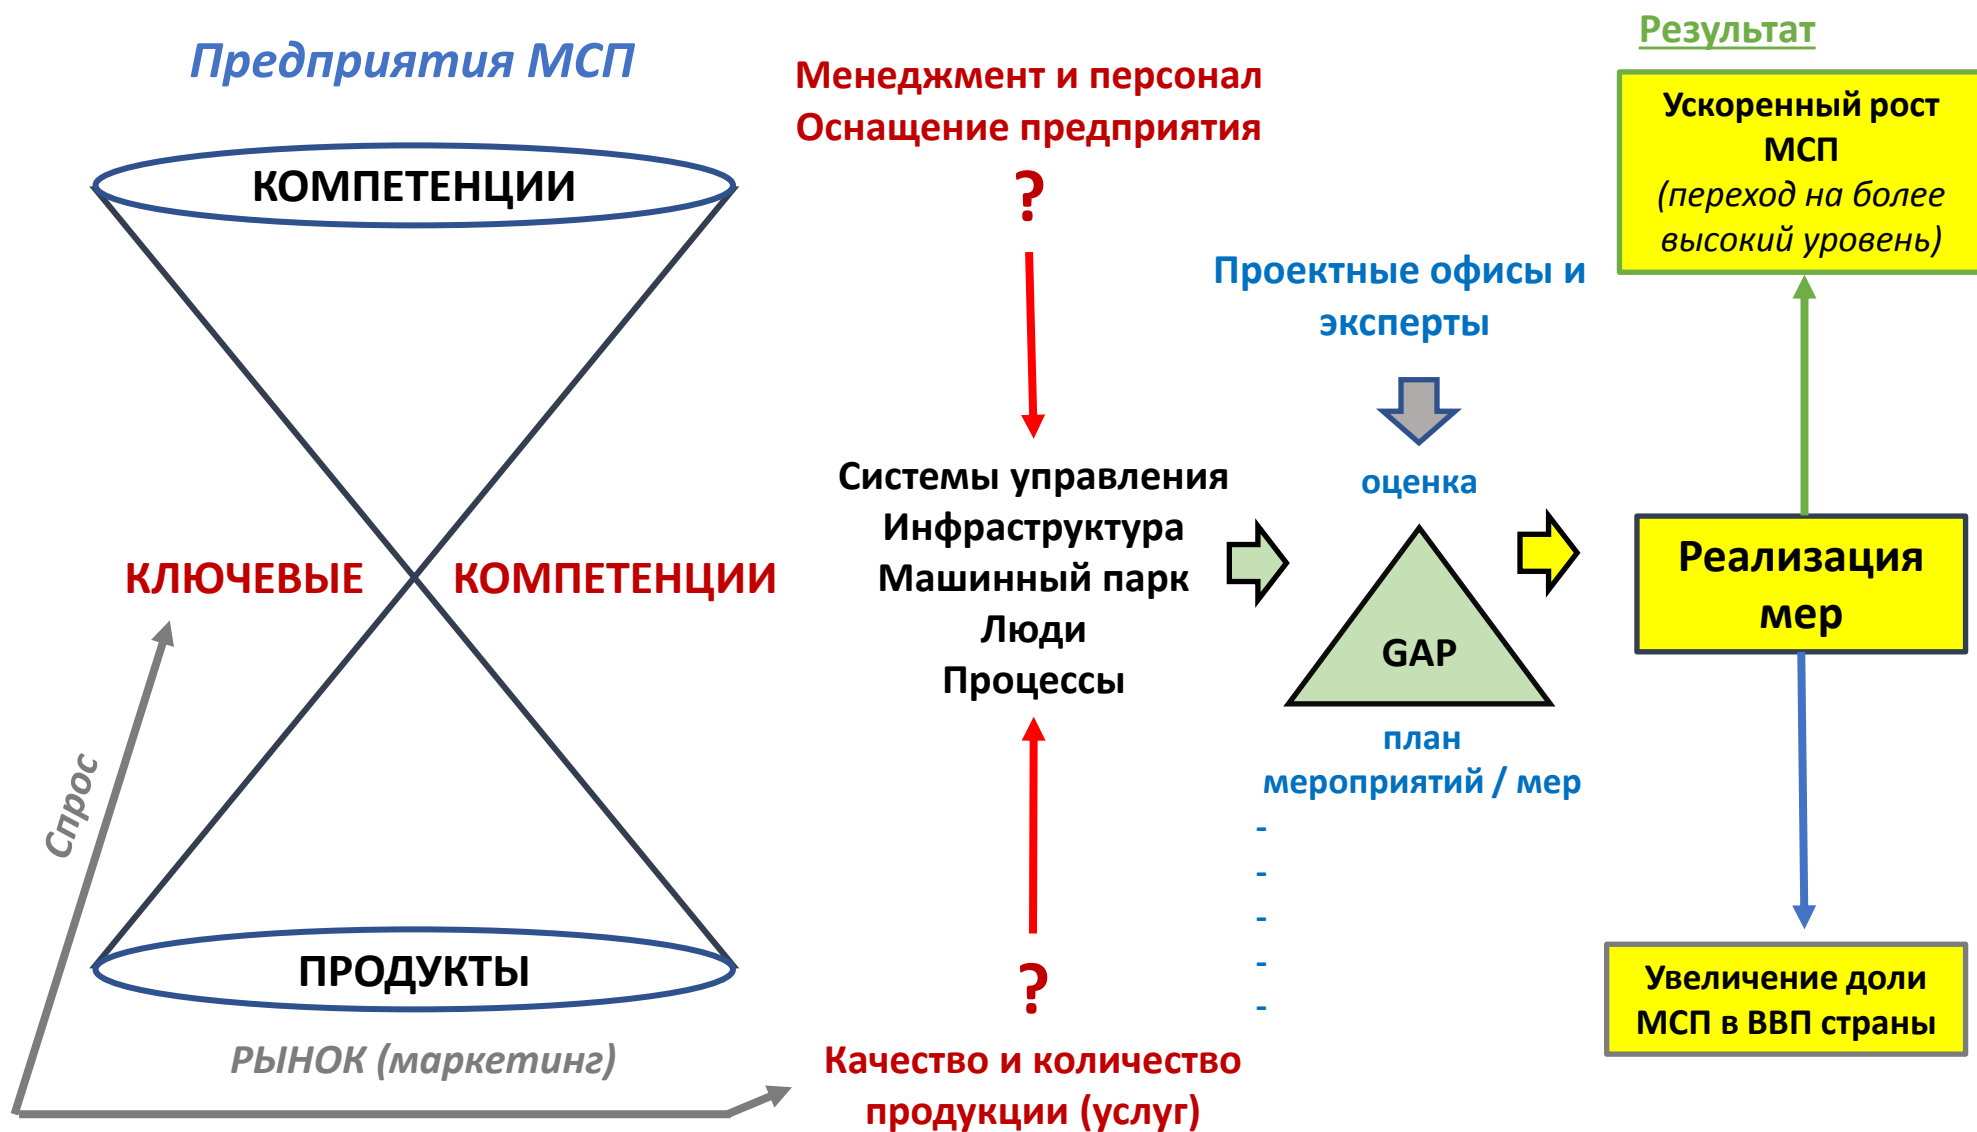 Предприятия МСП
КОМПЕТЕНЦИИ
КЛЮЧЕВЫЕ КОМПЕТЕНЦИИ
Спрос
ПРОДУКТЫ
РЫНОК (маркетинг)
Менеджмент и персонал
Оснащение предприятия
?
Системы управления
Инфраструктура
Машинный парк
Люди
Процессы
?
Качество и количество
продукции (услуг)
Проектные офисы и
эксперты
оценка
GAP
план
мероприятий / мер
-
-
-
-
-
Результат
Ускоренный рост
МСП
(переход на более
высокий уровень)
Реализация
мер
Увеличение доли
МСП в ВВП страны